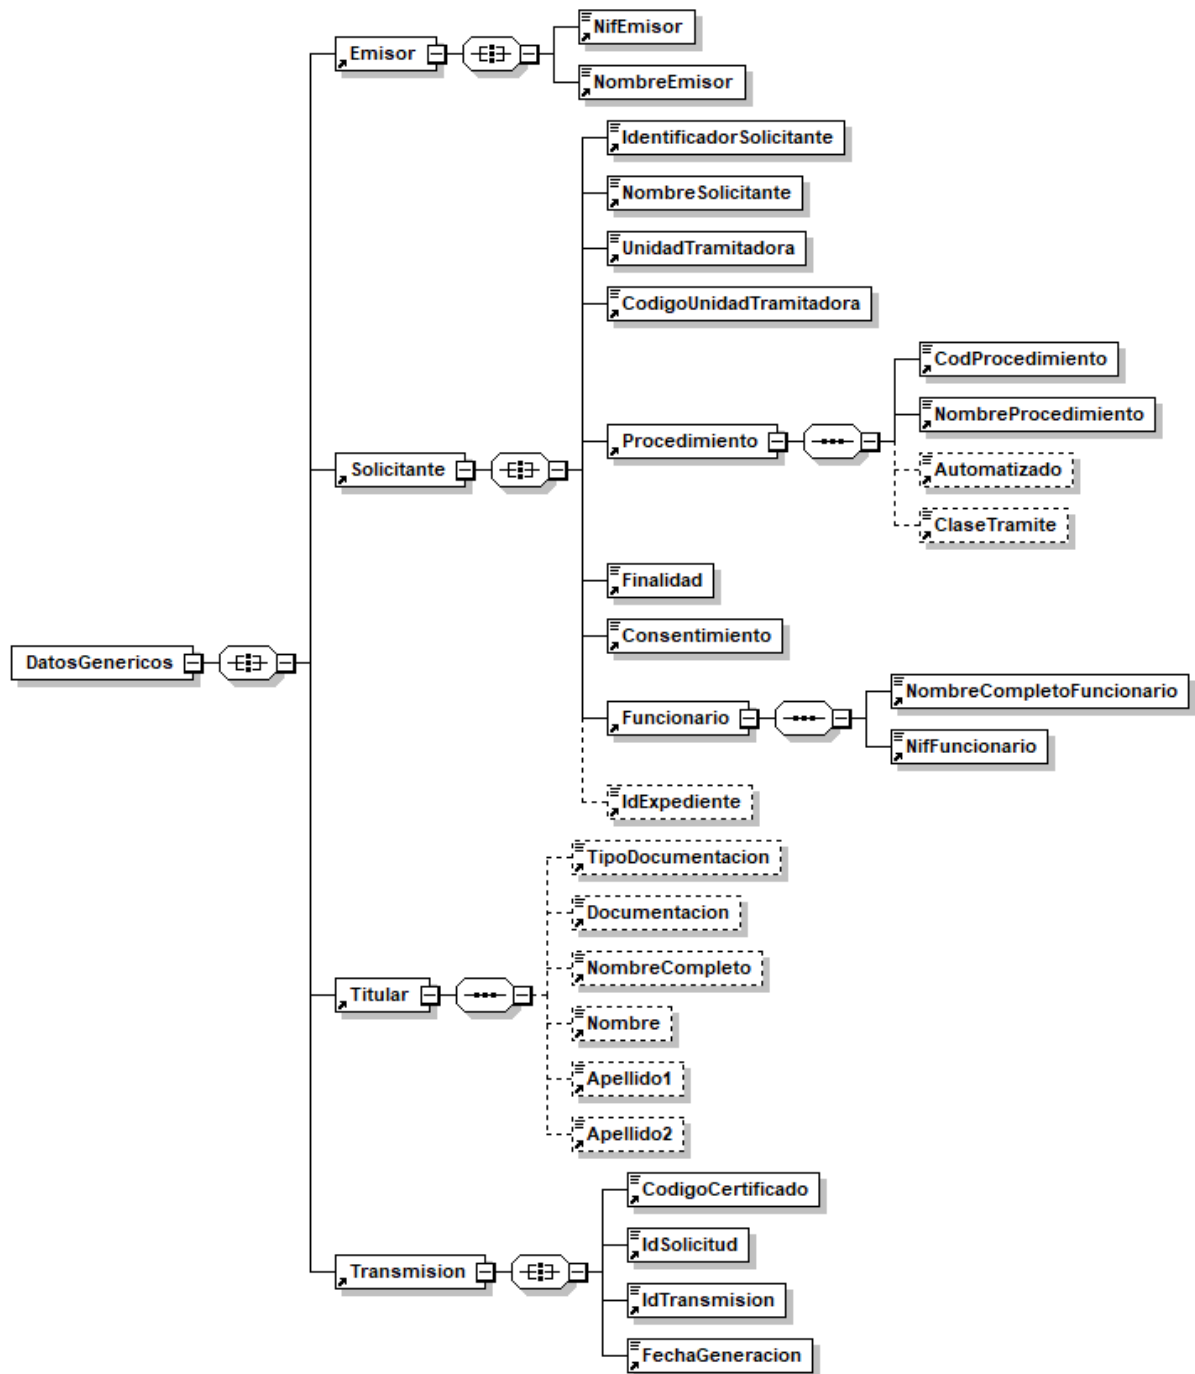 NifEmisor
Emisor
NombreEmisor
IdentificadorSolicitante
NombreSolicitante
UnidadTramitadora
CodigoUnidadTramitadora
CodProcedimiento
NombreProcedimiento
Procedimiento
Solicitante
Automatizado
ClaseTramite
Finalidad
Consentimiento
DatosGenericos
NombreCompletoFuncionario
Funcionario
NifFuncionario
IdExpediente
TipoDocumentacion
Documentacion
NombreCompleto
Titular
Nombre
Apellido1
Apellido2
CodigoCertificado
IdSolicitud
Transmision
IdTransmision
FechaGeneracion